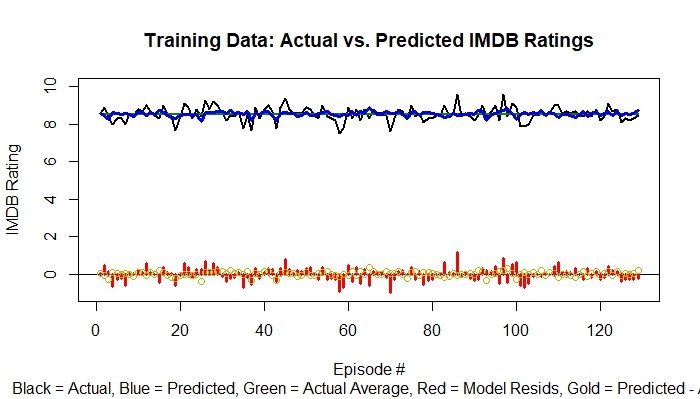 Training Data: Actual vs. Predicted IMDB Ratings
10
8
6
4
2
0
IMDB Rating
0 20 40 60 80 100 120
Episode #
Black = Actual, Blue = Predicted, Green = Actual Average, Red = Model Resids, Gold = Predicted -